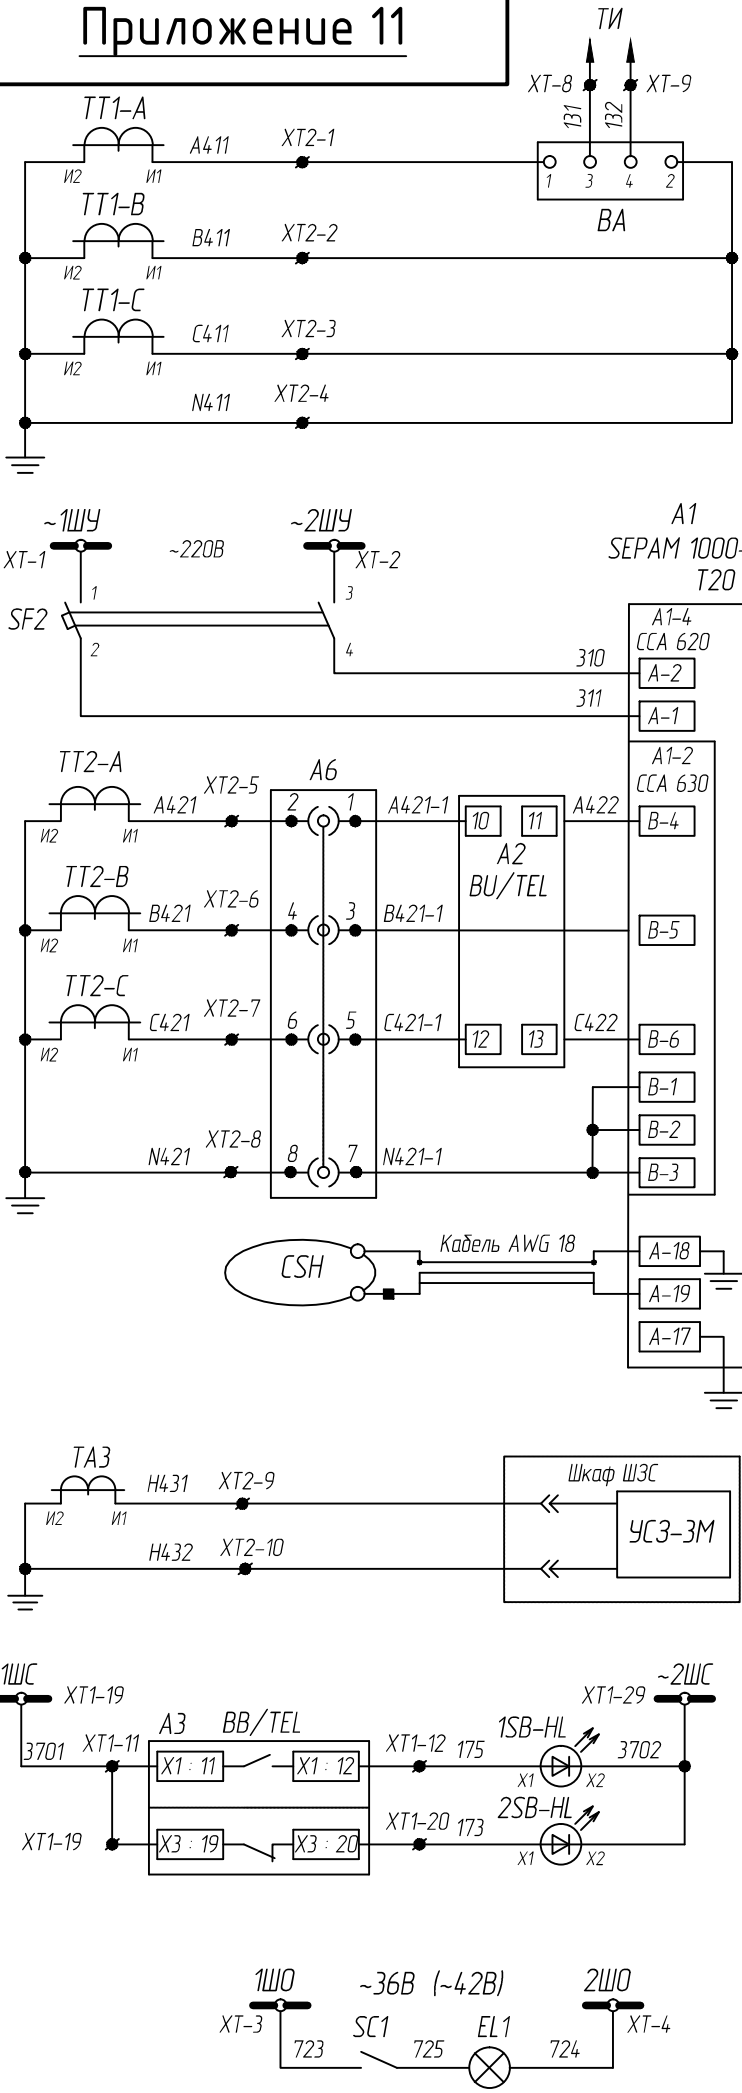 Приложение 11
ТИ
ХТ-8 ХТ-9
131 132
ТТ1-А
А411 ХТ2-1
И2 И1
1 3 4 2
ВА
ТТ1-В
В411 ХТ2-2
И2 И1
ТТ1-С
С411 ХТ2-3
И2 И1
N411 ХТ2-4
~1ШУ ~220В ~2ШУ
ХТ-1 ХТ-2
А1
SEPAM 1000-
Т20
SF2
1 3
2 4
А1-4
ССА 620
310 А-2
311 А-1
А1-2
ССА 630
ТТ2-А
А421 ХТ2-5
И2 И1
А6
2 1
А421-1
10 11
А422
В-4
А2
BU/TEL
ТТ2-В
В421 ХТ2-6
И2 И1
4 3
В421-1
В-5
ТТ2-С
С421 ХТ2-7
И2 И1
6 5
С421-1
12 13
С422
В-6
В-1
В-2
N421 ХТ2-8
8 7
N421-1
В-3
CSH
Кабель AWG 18
А-18
А-19
А-17
ТА3
Н431 ХТ2-9
И2 И1
Н432 ХТ2-10
Шкаф ШЗС
УСЗ-3М
1ШС
ХТ1-19
~2ШС
ХТ1-29
3701 ХТ1-11
А3 BB/TEL
Х1 : 11 Х1 : 12
ХТ1-12 175
1SB-HL
Х1 Х2
3702
ХТ1-19
Х3 : 19 Х3 : 20
ХТ1-20 173
2SB-HL
Х1 Х2
1ШО ~36В (~42В) 2ШО
ХТ-3 ХТ-4
SC1 EL1
723 725 724